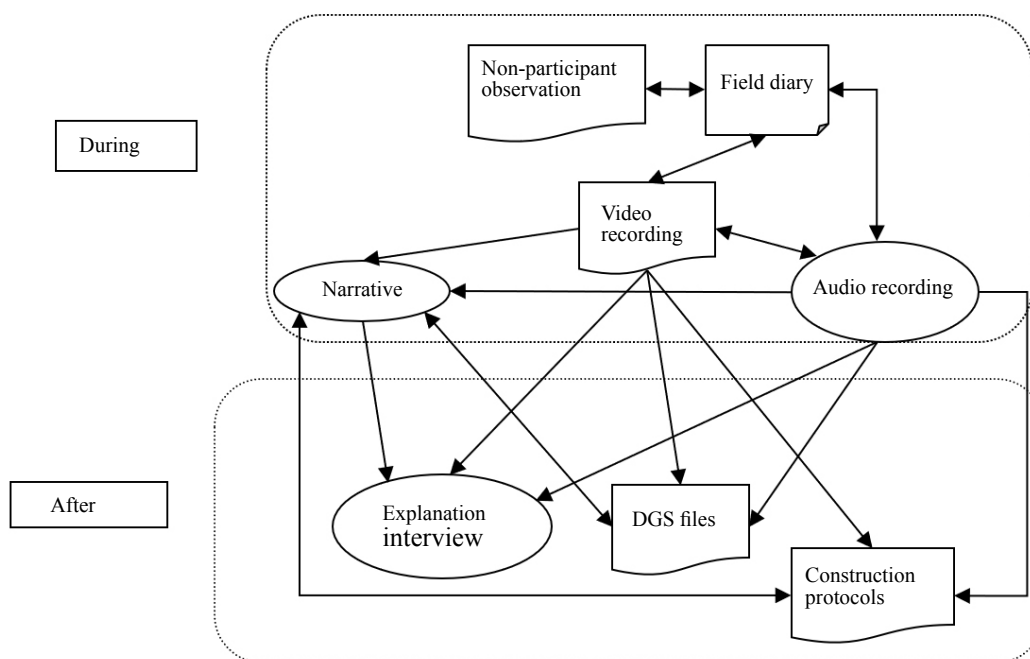 During
Non-participant
observation
Field diary
Video
recording
Narrative
Audio recording
After
Explanation
interview
DGS files
Construction
protocols